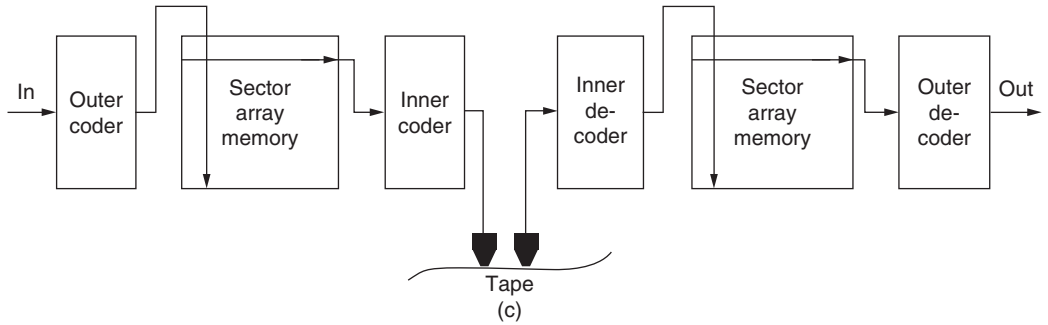 In
Outer
coder
Sector
array
memory
Inner
coder
Inner
de-
coder
Sector
array
memory
Outer
de-
coder
Out
Tape
(c)